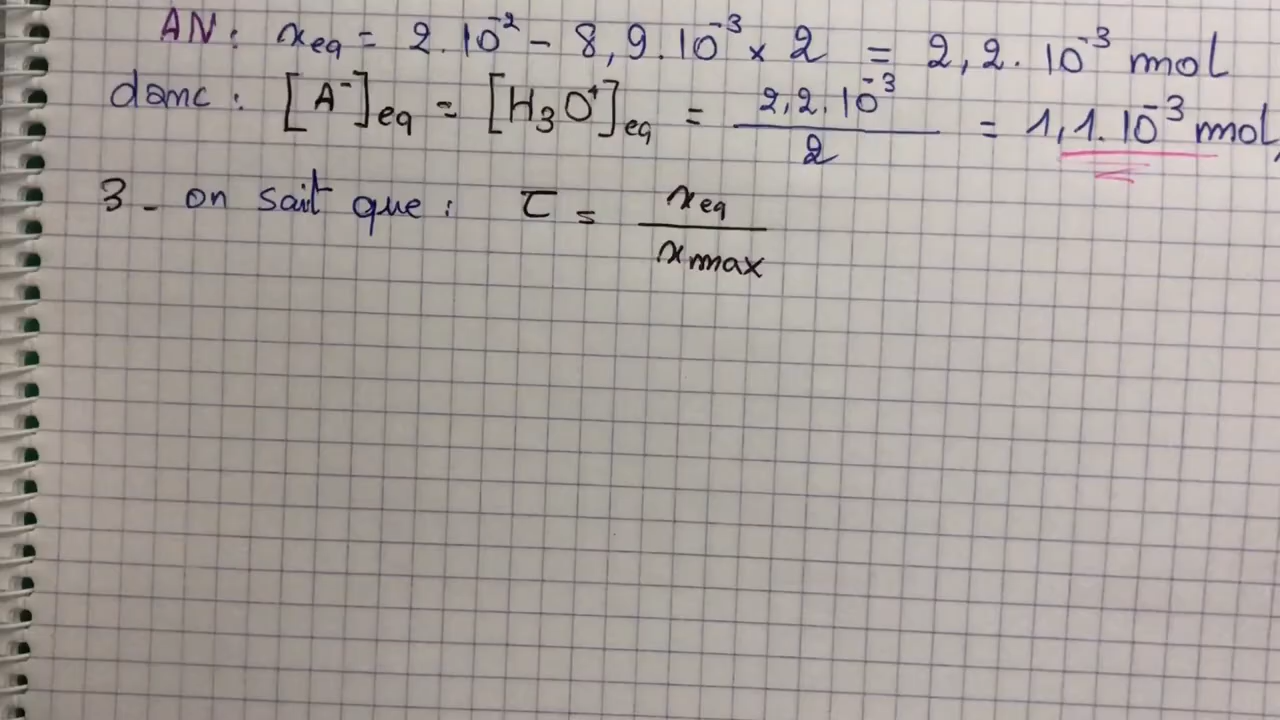 AN: xeq = 2.10⁻² - 8,9.10⁻³ x 2 = 2,2.10⁻³ mol
donc: [A⁻]eq = [H₃O⁺]eq = 2,2.10⁻³ / 2 = 1,1.10⁻³ mol,
3 - on sait que: τ = xeq / xmax